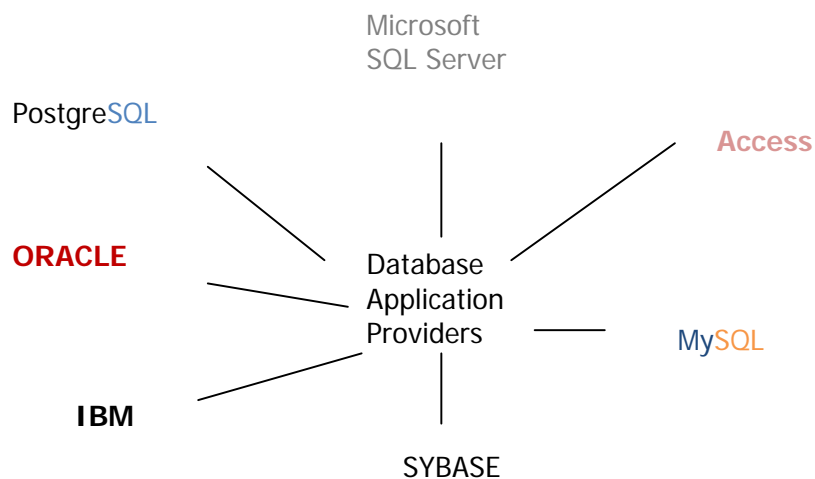 Microsoft
SQL Server
PostgreSQL
Access
ORACLE
Database
Application
Providers
MySQL
IBM
SYBASE